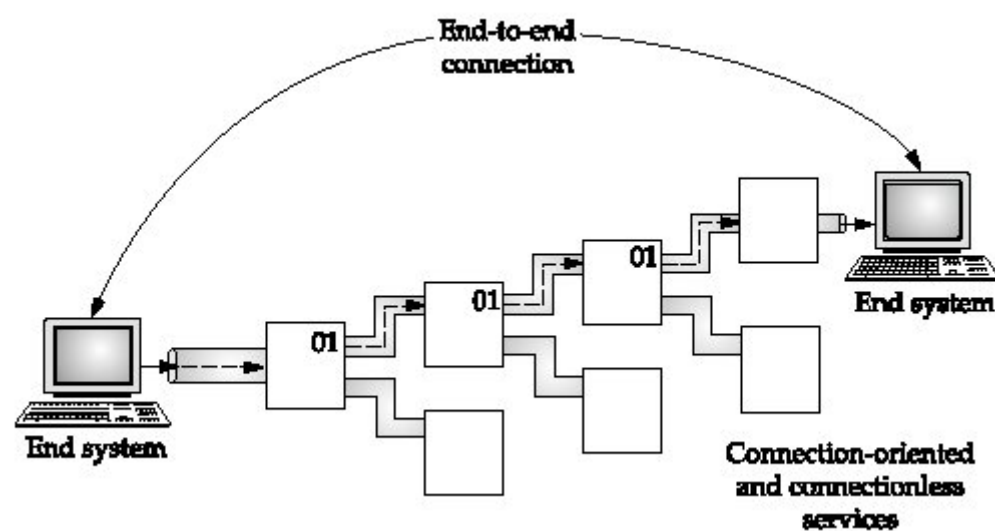 End-to-end
connection
01
01
01
End system
End system
Connection-oriented
and connectionless
services